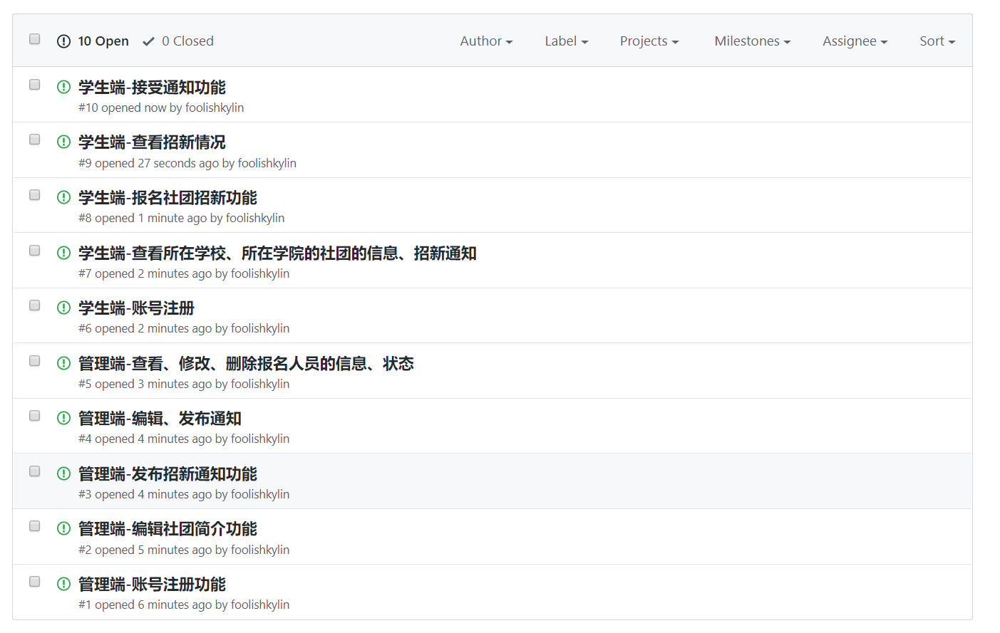 10 Open 0 Closed Author Label Projects Milestones Assignee Sort
学生端-接受通知功能
#10 opened now by foolishkylin
学生端-查看招新情况
#9 opened 27 seconds ago by foolishkylin
学生端-报名社团招新功能
#8 opened 1 minute ago by foolishkylin
学生端-查看所在学校、所在学院的社团的信息、招新通知
#7 opened 2 minutes ago by foolishkylin
学生端-账号注册
#6 opened 2 minutes ago by foolishkylin
管理端-查看、修改、删除报名人员的信息、状态
#5 opened 3 minutes ago by foolishkylin
管理端-编辑、发布通知
#4 opened 4 minutes ago by foolishkylin
管理端-发布招新通知功能
#3 opened 4 minutes ago by foolishkylin
管理端-编辑社团简介功能
#2 opened 5 minutes ago by foolishkylin
管理端-账号注册功能
#1 opened 6 minutes ago by foolishkylin